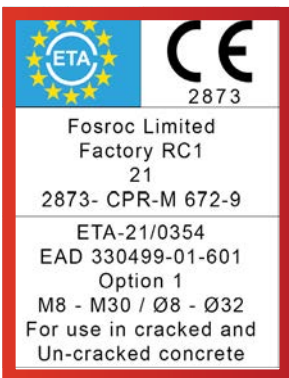 ETA
CE
2873
Fosroc Limited
Factory RC1
21
2873- CPR-M 672-9
ETA-21/0354
EAD 330499-01-601
Option 1
M8 - M30 / Ø8 - Ø32
For use in cracked and
Un-cracked concrete